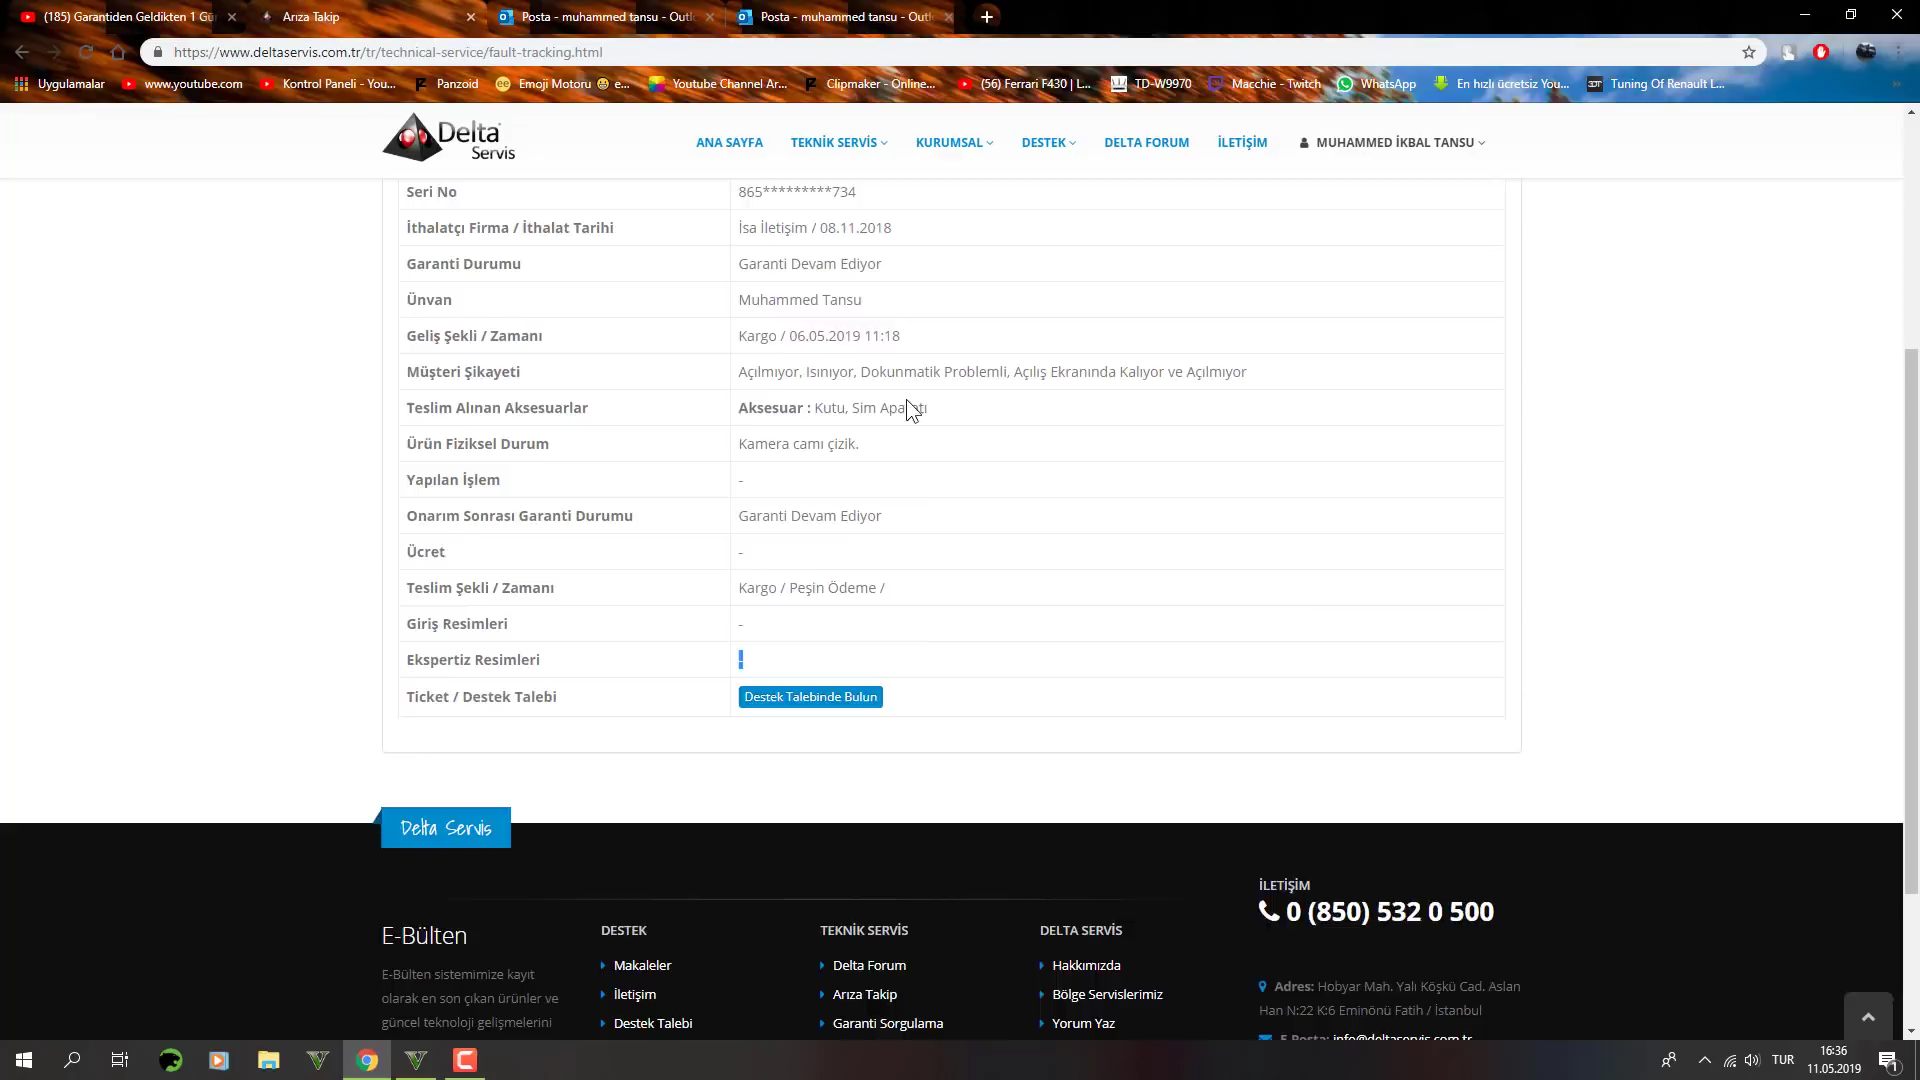 (185) Garantiden Geldikten 1 Gü
Arıza Takip
Posta - muhammed tansu - Outl
Posta - muhammed tansu - Outl
https://www.deltaservis.com.tr/tr/technical-service/fault-tracking.html
Uygulamalar
www.youtube.com
Kontrol Paneli - You...
Panzoid
Emoji Motoru 😀 e...
Youtube Channel Ar...
Clipmaker - Online...
(56) Ferrari F430 | L...
TD-W9970
Macchie - Twitch
WhatsApp
En hızlı ücretsiz You...
Tuning Of Renault L...
Delta
Servis
ANA SAYFA
TEKNİK SERVİS
KURUMSAL
DESTEK
DELTA FORUM
İLETİŞİM
MUHAMMED İKBAL TANSU
Seri No 865*********734
İthalatçı Firma / İthalat Tarihi İsa İletişim / 08.11.2018
Garanti Durumu Garanti Devam Ediyor
Ünvan Muhammed Tansu
Geliş Şekli / Zamanı Kargo / 06.05.2019 11:18
Müşteri Şikayeti Açılmıyor, Isınıyor, Dokunmatik Problemli, Açılış Ekranında Kalıyor ve Açılmıyor
Teslim Alınan Aksesuarlar Aksesuar : Kutu, Sim Aparatı
Ürün Fiziksel Durum Kamera camı çizik.
Yapılan İşlem -
Onarım Sonrası Garanti Durumu Garanti Devam Ediyor
Ücret -
Teslim Şekli / Zamanı Kargo / Peşin Ödeme /
Giriş Resimleri -
Ekspertiz Resimleri -
Ticket / Destek Talebi Destek Talebinde Bulun
Delta Servis
E-Bülten
E-Bülten sistemimize kayıt
olarak en son çıkan ürünler ve
güncel teknoloji gelişmelerini
DESTEK
Makaleler
İletişim
Destek Talebi
TEKNİK SERVİS
Delta Forum
Arıza Takip
Garanti Sorgulama
DELTA SERVİS
Hakkımızda
Bölge Servislerimiz
Yorum Yaz
İLETİŞİM
0 (850) 532 0 500
Adres: Hobyar Mah. Yalı Köşkü Cad. Aslan
Han N:22 K:6 Eminönü Fatih / İstanbul
E-Posta: info@deltaservis.com.tr
TUR
16:36
11.05.2019
1